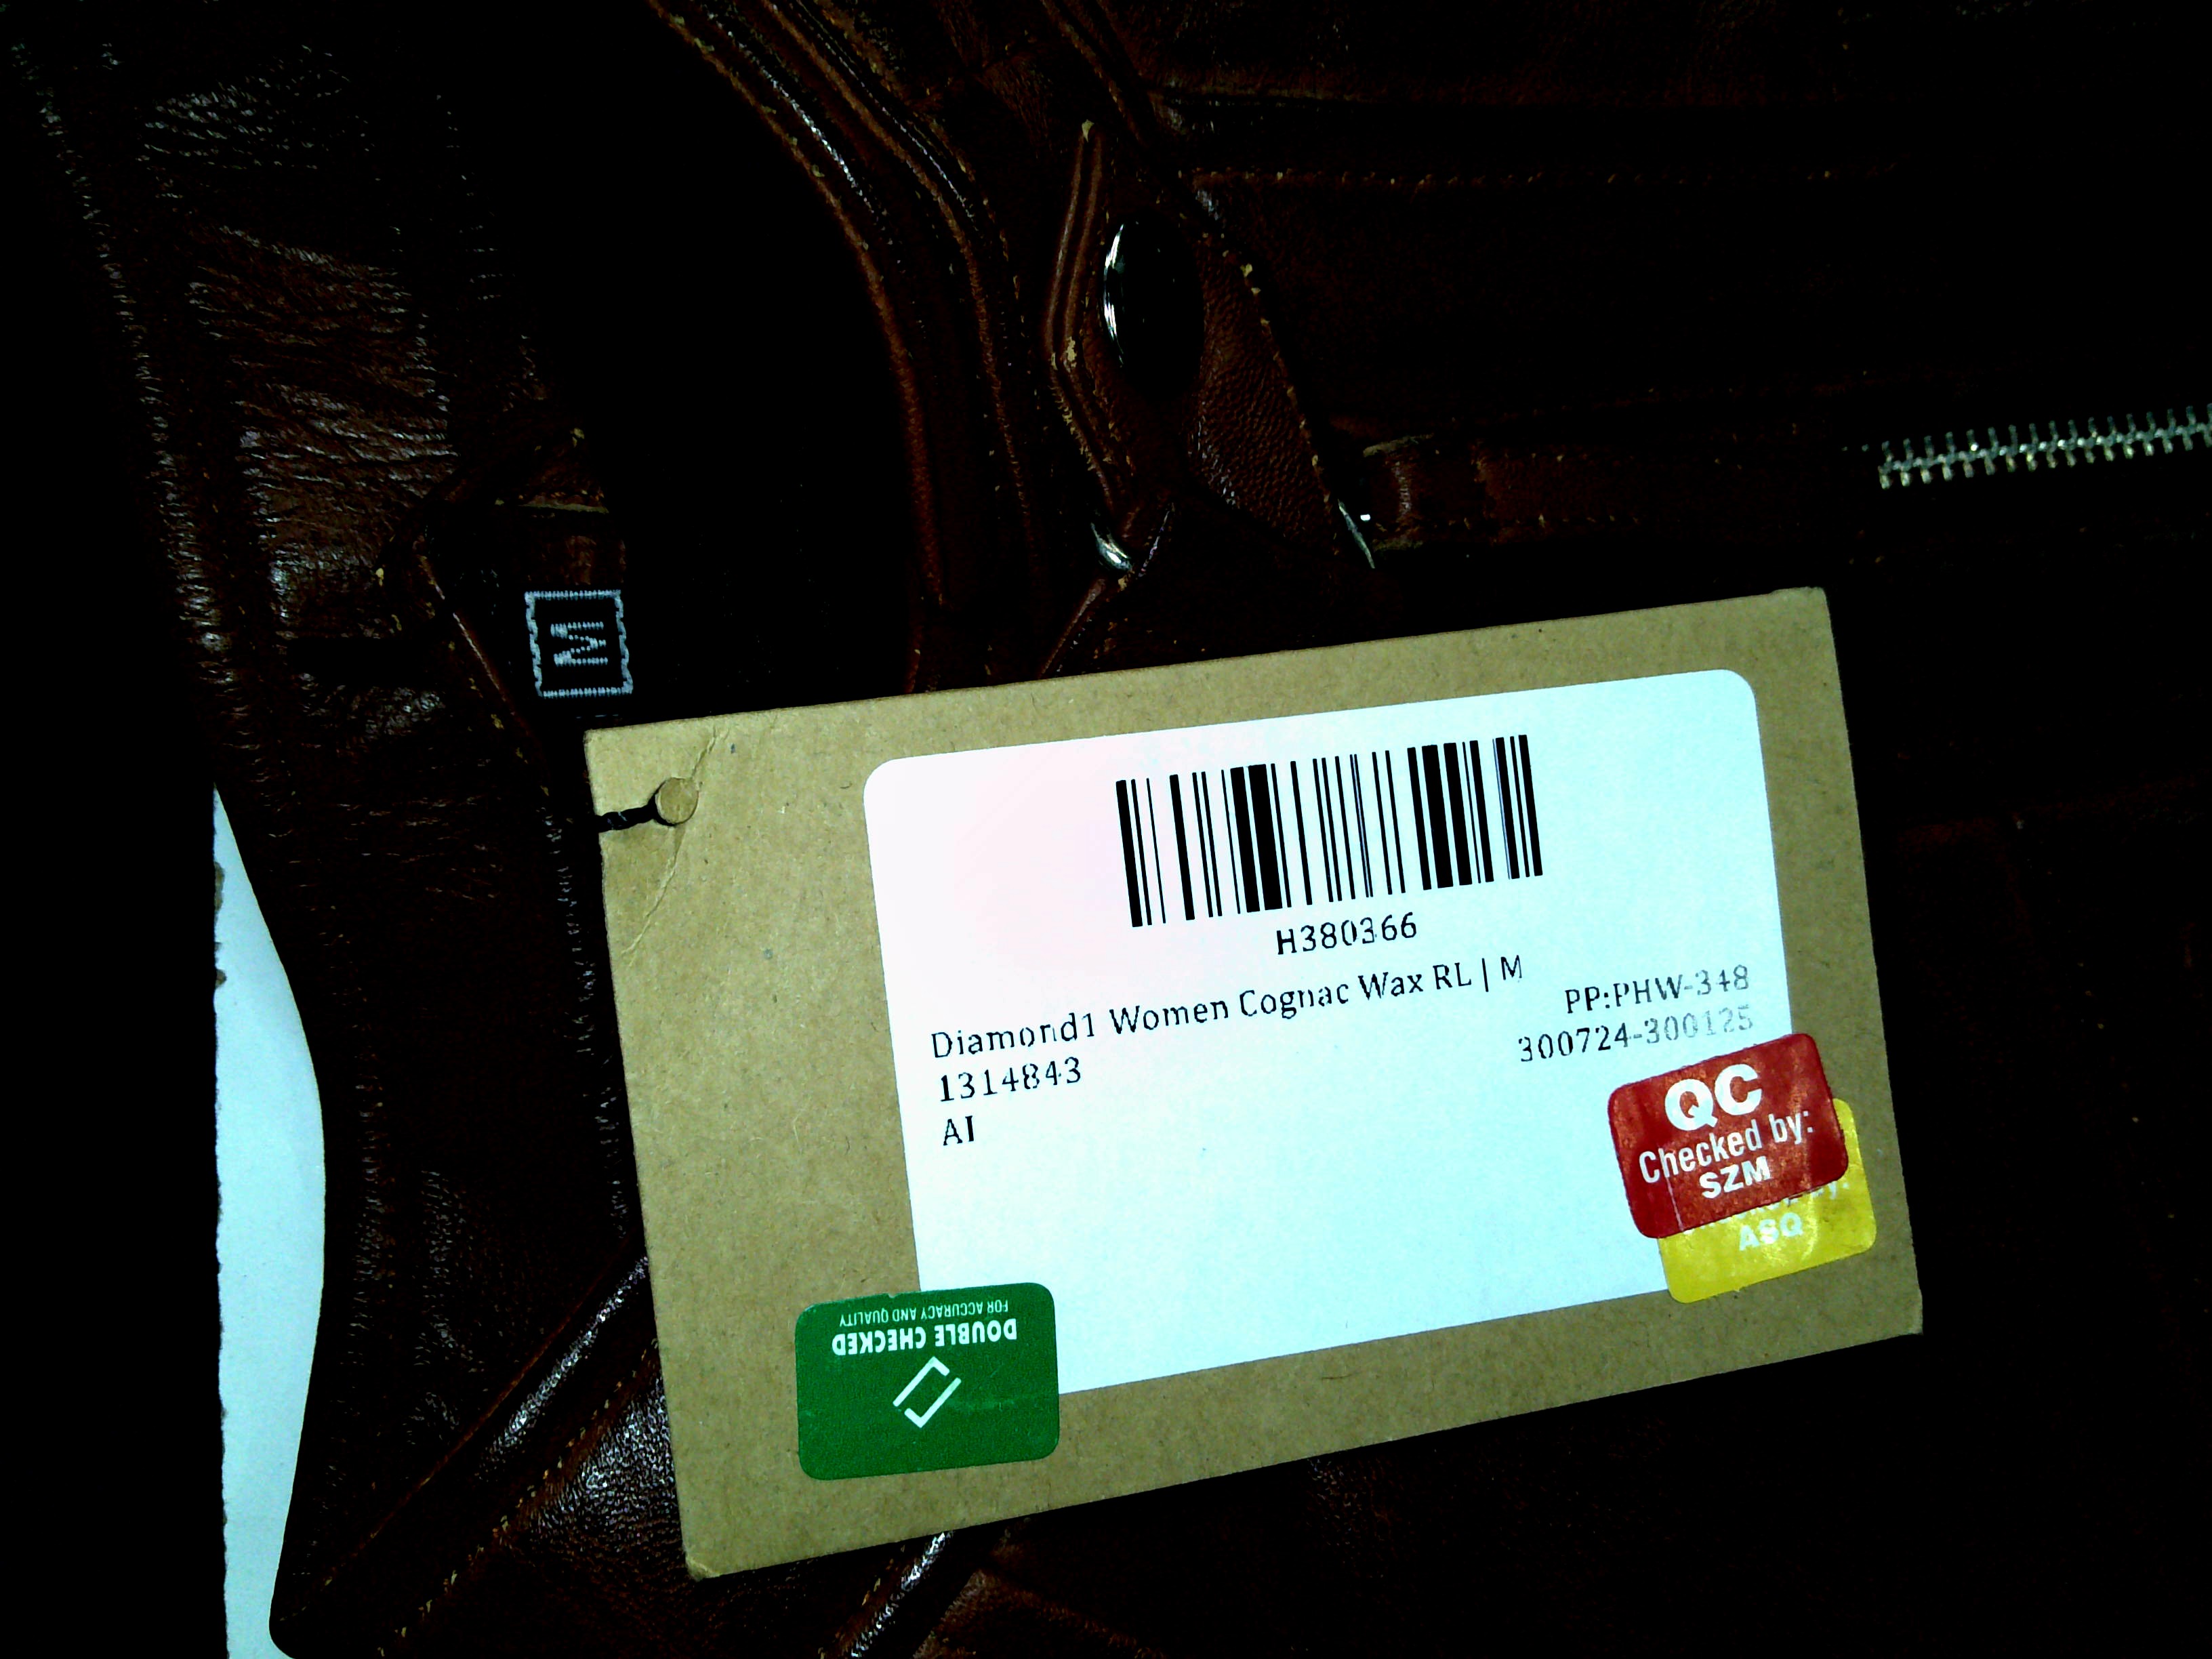 M
H380366
Diamond1 Women Cognac Wax RL | M
PP:PHW-348
1314843
300724-300125
AI
QC
Checked by:
SZM
ASQ
DOUBLE CHECKED
FOR ACCURACY AND QUALITY